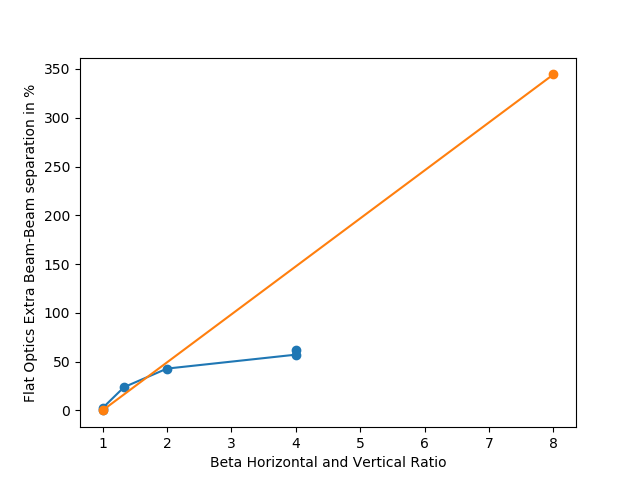 350
300
250
200
150
100
50
0
Flat Optics Extra Beam-Beam separation in %
1 2 3 4 5 6 7 8
Beta Horizontal and Vertical Ratio